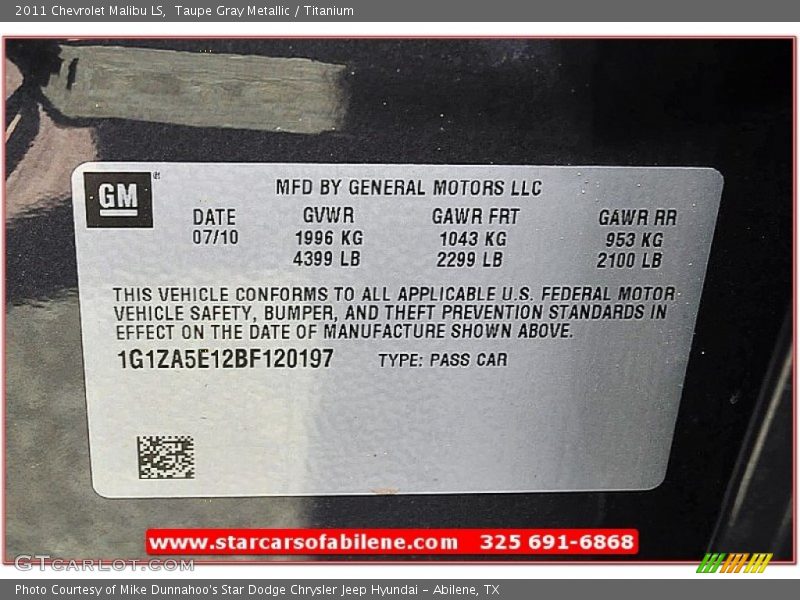 2011 Chevrolet Malibu LS,  Taupe Gray Metallic / Titanium
GM
MFD BY GENERAL MOTORS LLC
DATE GVWR GAWR FRT GAWR RR
07/10 1996 KG 1043 KG 953 KG
4399 LB 2299 LB 2100 LB
THIS VEHICLE CONFORMS TO ALL APPLICABLE U.S. FEDERAL MOTOR
VEHICLE SAFETY, BUMPER, AND THEFT PREVENTION STANDARDS IN
EFFECT ON THE DATE OF MANUFACTURE SHOWN ABOVE.
1G1ZA5E12BF120197 TYPE: PASS CAR
www.starcarsofabilene.com 325 691-6868
GTcarlot.com
Photo Courtesy of Mike Dunnahoo's Star Dodge Chrysler Jeep Hyundai – Abilene, TX